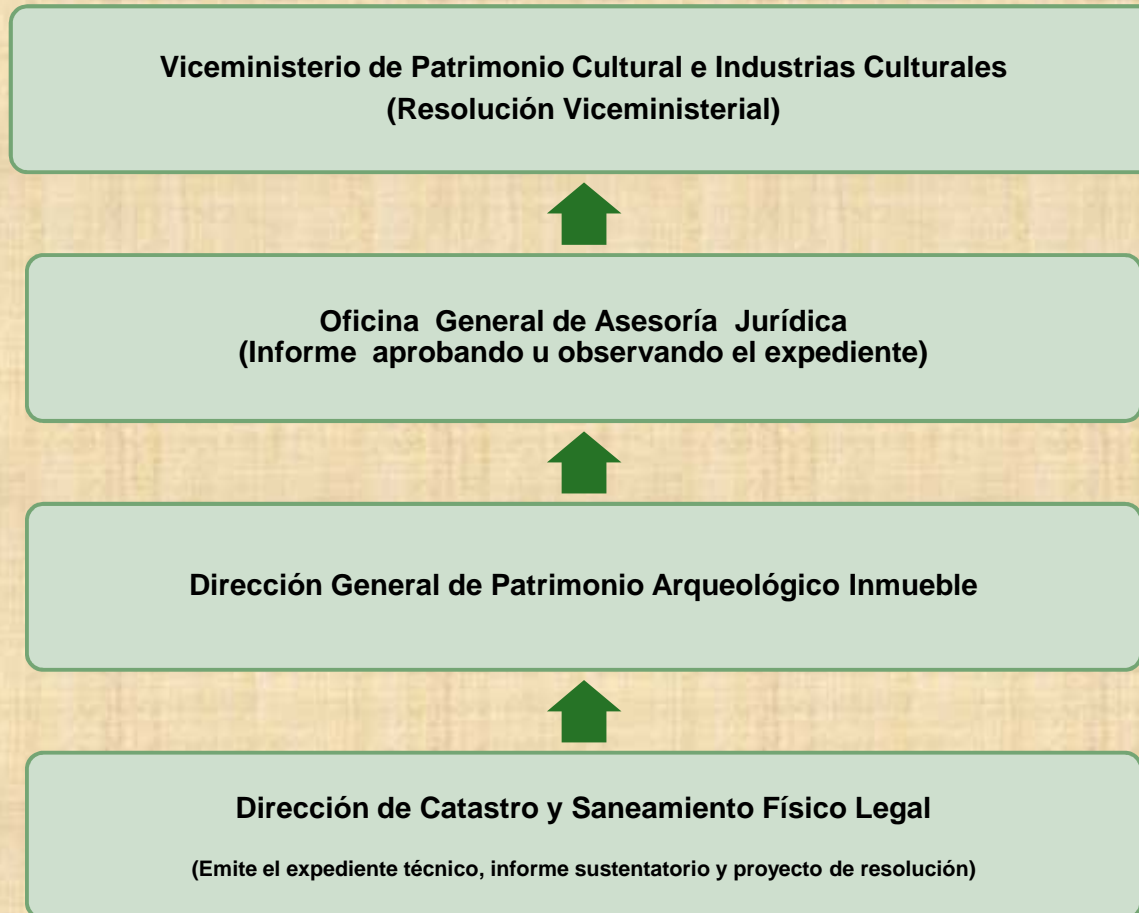 Viceministerio de Patrimonio Cultural e Industrias Culturales
(Resolución Viceministerial)
Oficina General de Asesoría Jurídica
(Informe aprobando u observando el expediente)
Dirección General de Patrimonio Arqueológico Inmueble
Dirección de Catastro y Saneamiento Físico Legal
(Emite el expediente técnico, informe sustentatorio y proyecto de resolución)